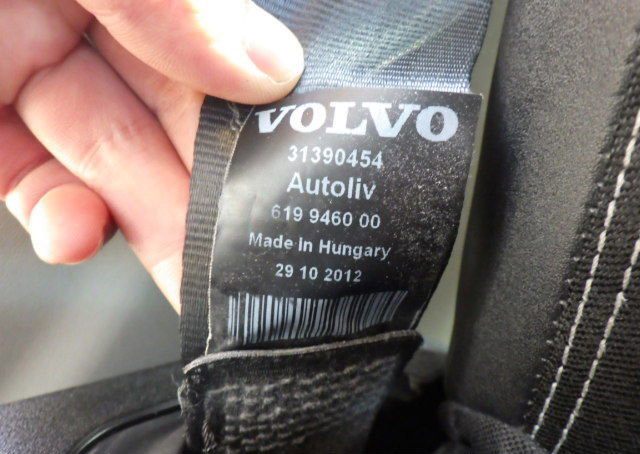 VOLVO
31390454
Autoliv
619 9460 00
Made In Hungary
29 10 2012